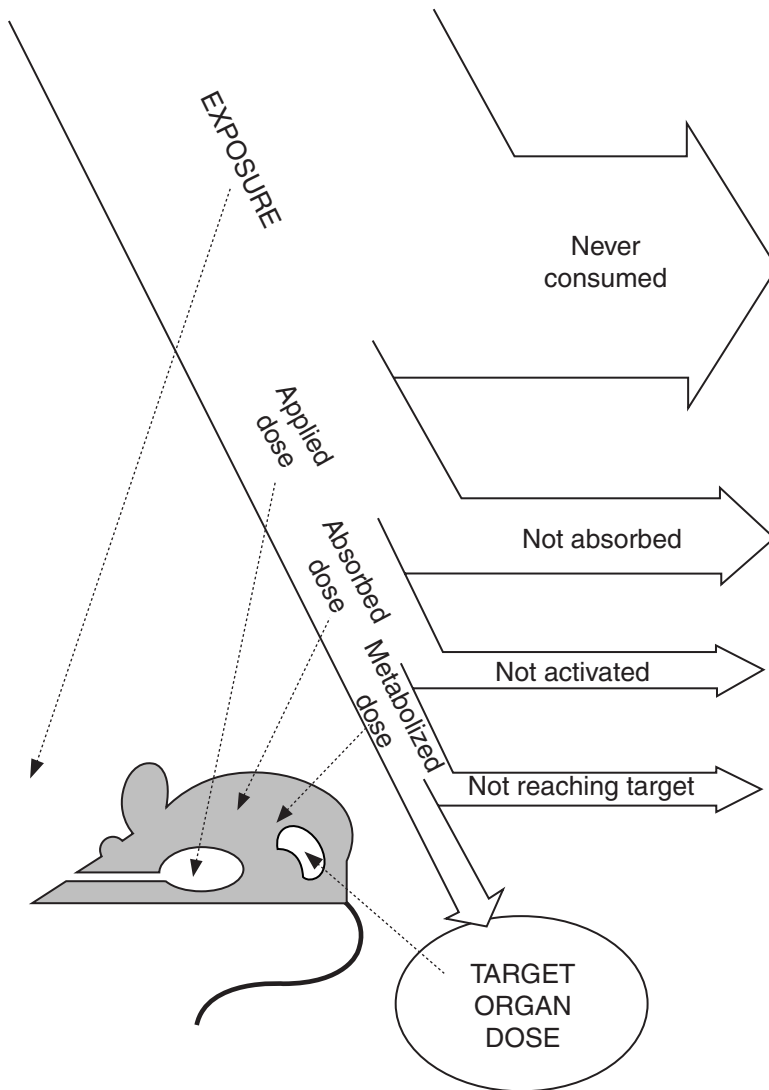 EXPOSURE
Never
consumed
Applied
dose
Not absorbed
Absorbed
dose
Not activated
Metabolized
dose
Not reaching target
TARGET
ORGAN
DOSE